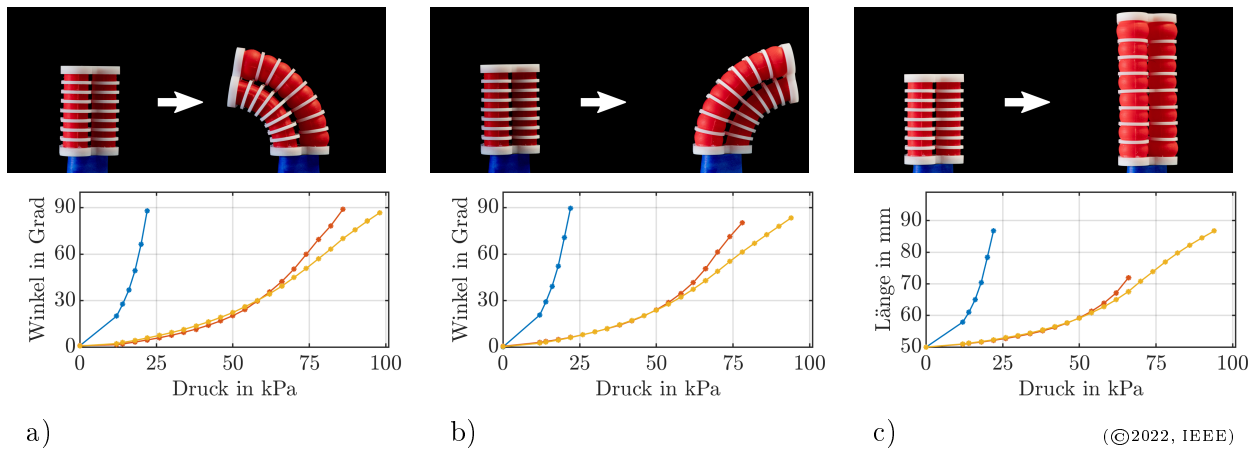 Winkel in Grad
90
60
30
0
0 25 50 75 100
Druck in kPa
a)
Winkel in Grad
90
60
30
0
0 25 50 75 100
Druck in kPa
b)
Länge in mm
90
80
70
60
50
0 25 50 75 100
Druck in kPa
c)
(©2022, IEEE)